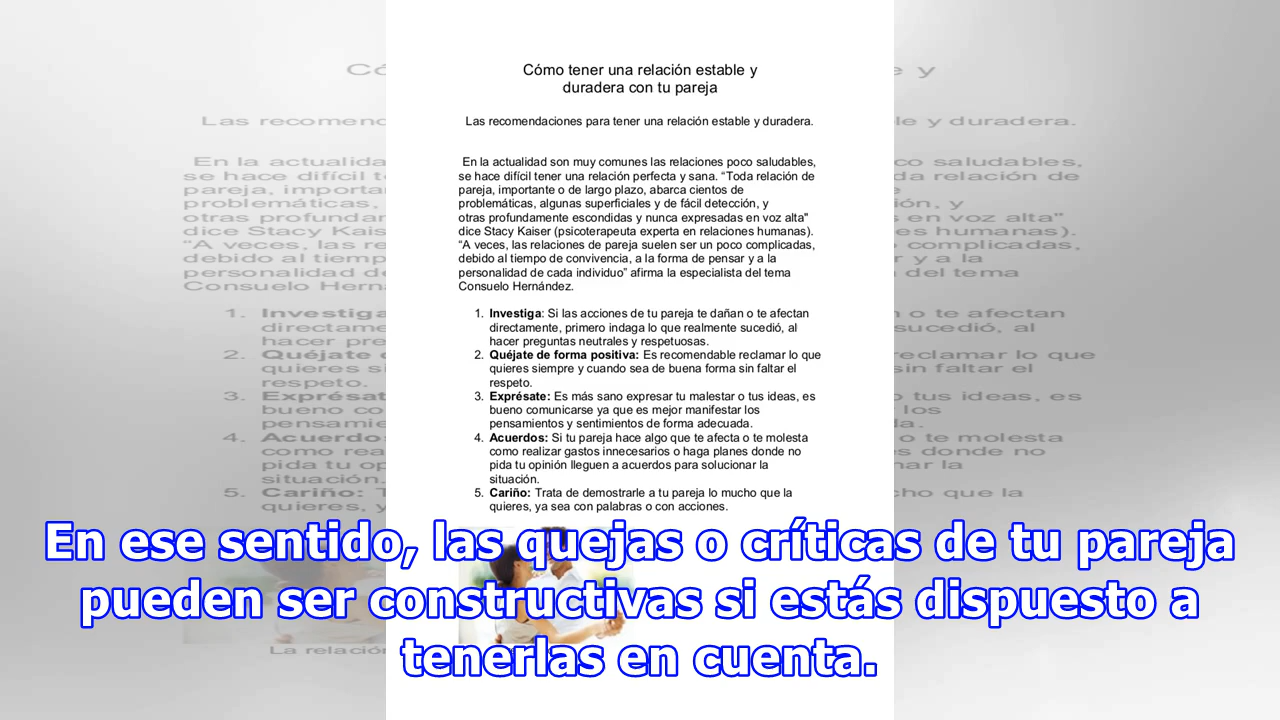 Cómo tener una relación estable y
duradera con tu pareja
Las recomendaciones para tener una relación estable y duradera.
En la actualidad son muy comunes las relaciones poco saludables,
se hace difícil tener una relación perfecta y sana. “Toda relación de
pareja, importante o de largo plazo, abarca cientos de
problemáticas, algunas superficiales y de fácil detección, y
otras profundamente escondidas y nunca expresadas en voz alta"
dice Stacy Kaiser (psicoterapeuta experta en relaciones humanas).
“A veces, las relaciones de pareja suelen ser un poco complicadas,
debido al tiempo de convivencia, a la forma de pensar y a la
personalidad de cada individuo” afirma la especialista del tema
Consuelo Hernández.
1. Investiga: Si las acciones de tu pareja te dañan o te afectan
directamente, primero indaga lo que realmente sucedió, al
hacer preguntas neutrales y respetuosas.
2. Quéjate de forma positiva: Es recomendable reclamar lo que
quieres siempre y cuando sea de buena forma sin faltar el
respeto.
3. Exprésate: Es más sano expresar tu malestar o tus ideas, es
bueno comunicarse ya que es mejor manifestar los
pensamientos y sentimientos de forma adecuada.
4. Acuerdos: Si tu pareja hace algo que te afecta o te molesta
como realizar gastos innecesarios o haga planes donde no
pida tu opinión lleguen a acuerdos para solucionar la
situación.
5. Cariño: Trata de demostrarle a tu pareja lo mucho que la
quieres, ya sea con palabras o con acciones.
En ese sentido, las quejas o críticas de tu pareja
pueden ser constructivas si estás dispuesto a
tenerlas en cuenta.